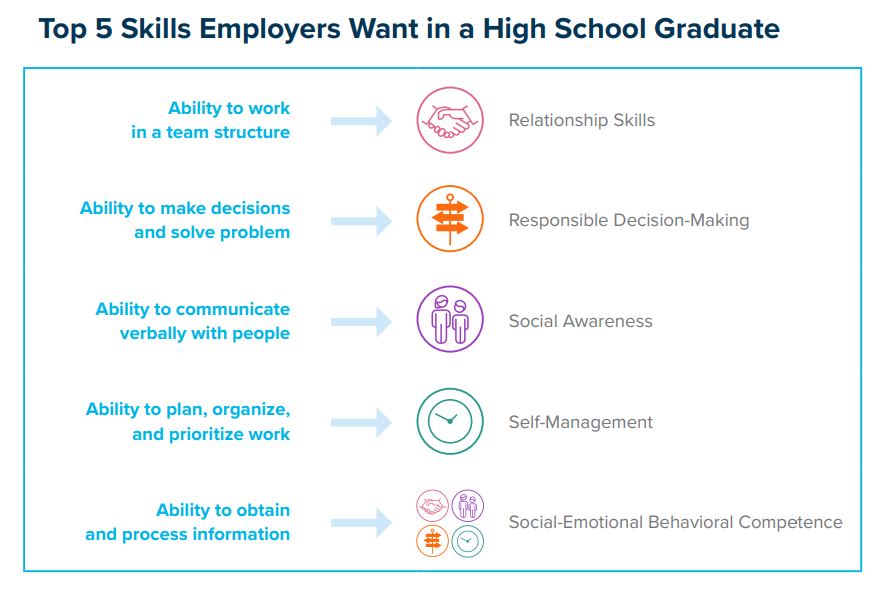 Top 5 Skills Employers Want in a High School Graduate
Ability to work
in a team structure
Relationship Skills
Ability to make decisions
and solve problem
Responsible Decision-Making
Ability to communicate
verbally with people
Social Awareness
Ability to plan, organize,
and prioritize work
Self-Management
Ability to obtain
and process information
Social-Emotional Behavioral Competence